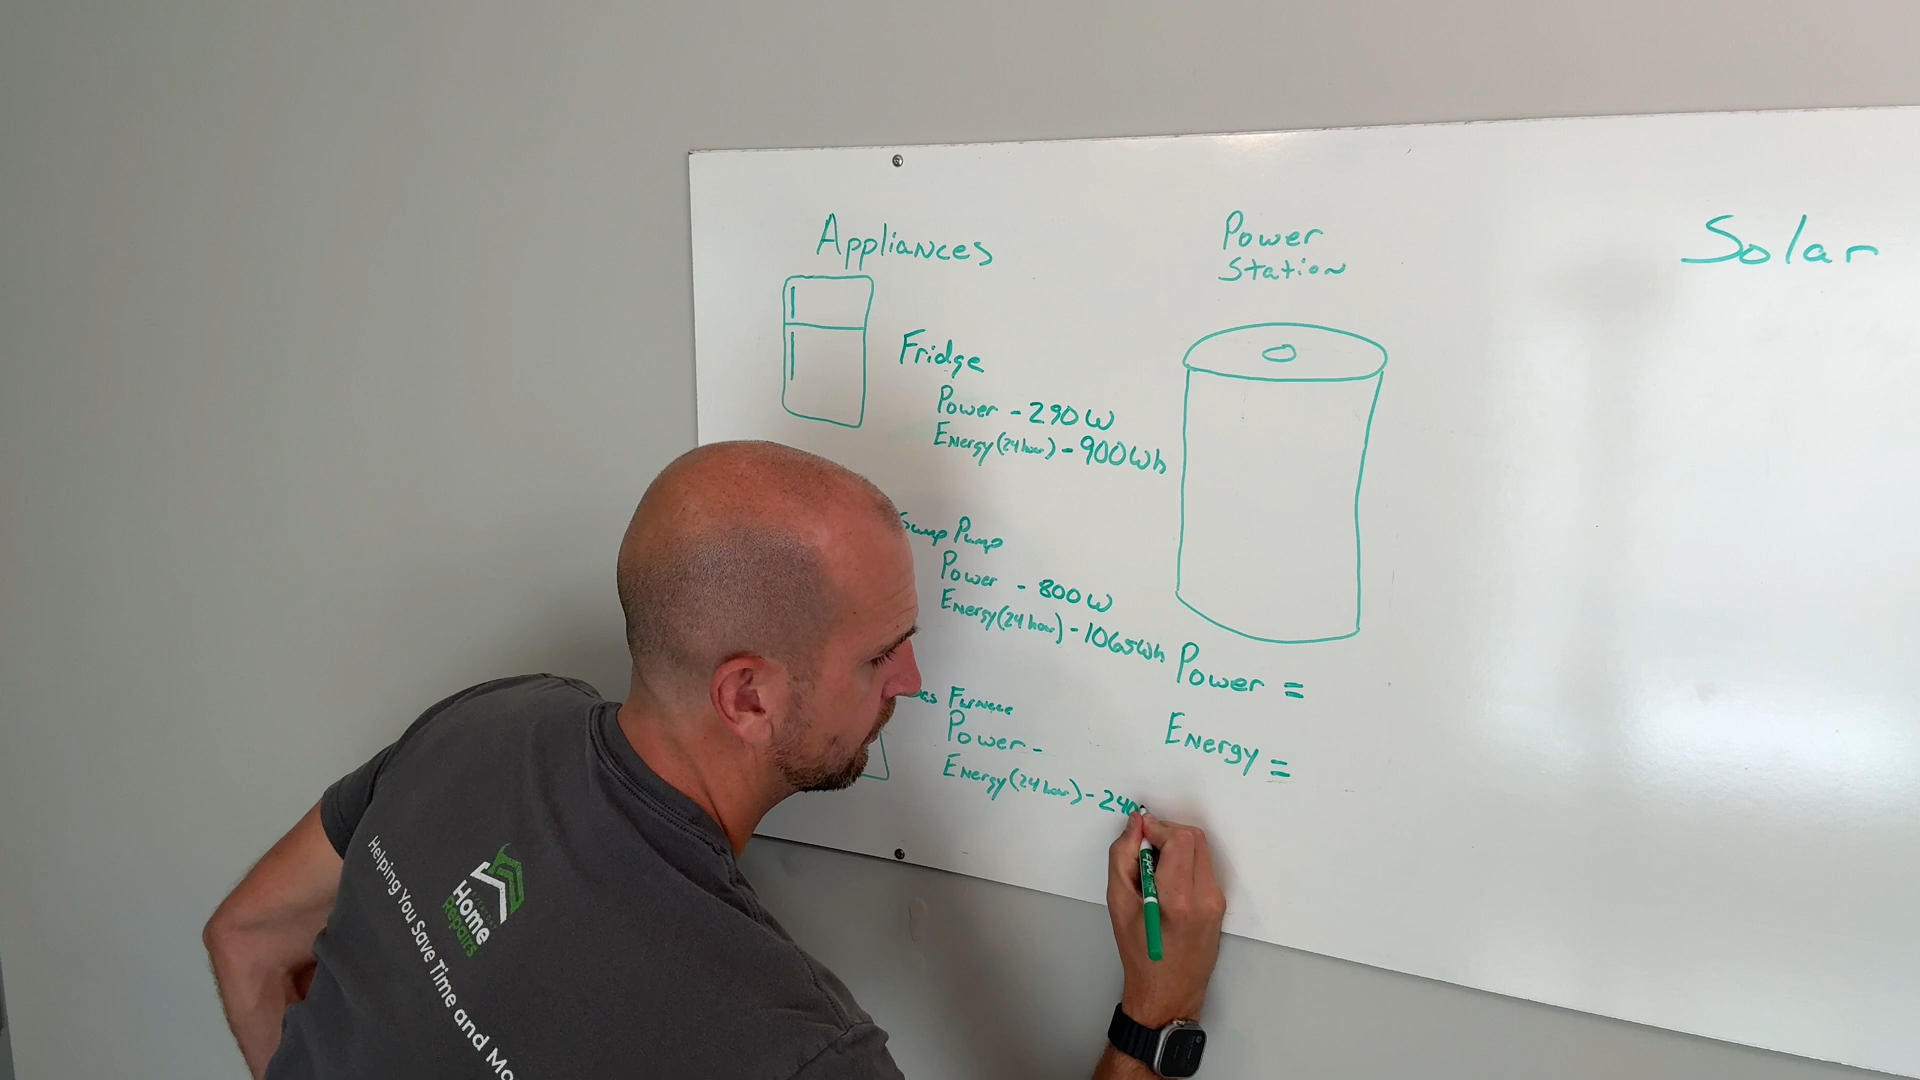 Appliances
Power
Station
Solar
Fridge
Power - 290W
Energy (24 hour) - 900Wh
Sump Pump
Power - 800W
Energy (24 hour) - 1065Wh
Furnace
Power -
Energy (24 hour) - 240
Power =
Energy =
Home
Repairs
Helping You Save Time and
EXPO